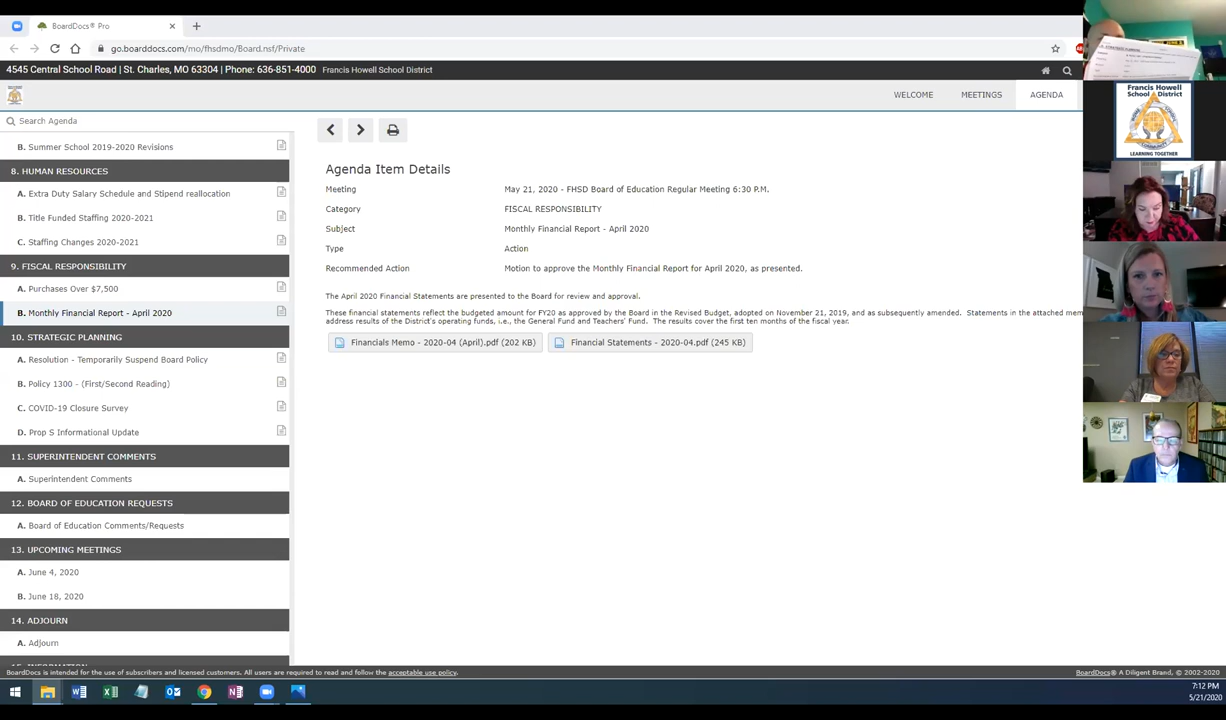 BoardDocs® Pro
go.boarddocs.com/mo/fhsdmo/Board.nsf/Private
4545 Central School Road | St. Charles, MO 63304 | Phone: 636-851-4000 Francis Howell School District
WELCOME MEETINGS AGENDA
Search Agenda
B. Summer School 2019-2020 Revisions
8. HUMAN RESOURCES
A. Extra Duty Salary Schedule and Stipend reallocation
B. Title Funded Staffing 2020-2021
C. Staffing Changes 2020-2021
9. FISCAL RESPONSIBILITY
A. Purchases Over $7,500
B. Monthly Financial Report - April 2020
10. STRATEGIC PLANNING
A. Resolution - Temporarily Suspend Board Policy
B. Policy 1300 - (First/Second Reading)
C. COVID-19 Closure Survey
D. Prop S Informational Update
11. SUPERINTENDENT COMMENTS
A. Superintendent Comments
12. BOARD OF EDUCATION REQUESTS
A. Board of Education Comments/Requests
13. UPCOMING MEETINGS
A. June 4, 2020
B. June 18, 2020
14. ADJOURN
A. Adjourn
Agenda Item Details
Meeting May 21, 2020 - FHSD Board of Education Regular Meeting 6:30 P.M.
Category FISCAL RESPONSIBILITY
Subject Monthly Financial Report - April 2020
Type Action
Recommended Action Motion to approve the Monthly Financial Report for April 2020, as presented.
The April 2020 Financial Statements are presented to the Board for review and approval.
These financial statements reflect the budgeted amount for FY20 as approved by the Board in the Revised Budget, adopted on November 21, 2019, and as subsequently amended. Statements in the attached mem
address results of the District's operating funds, i.e., the General Fund and Teachers' Fund. The results cover the first ten months of the fiscal year.
Financials Memo - 2020-04 (April).pdf (202 KB) Financial Statements - 2020-04.pdf (245 KB)
Francis Howell
School District
LEARNING TOGETHER
BoardDocs is intended for the use of subscribers and licensed customers. All users are required to read and follow the acceptable use policy.
BoardDocs® A Diligent Brand, © 2002-2020
7:12 PM
5/21/2020